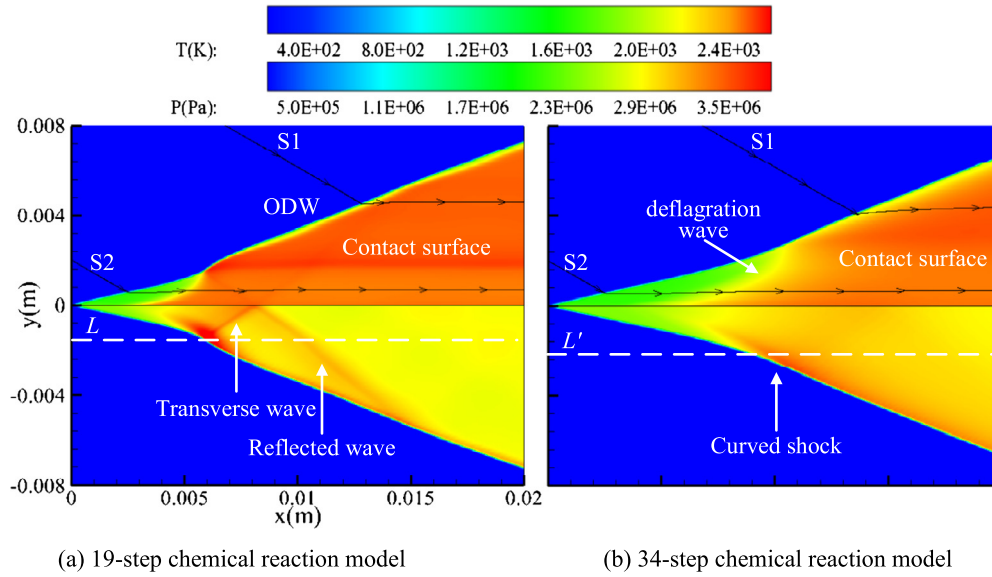 T(K): 4.0E+02 8.0E+02 1.2E+03 1.6E+03 2.0E+03 2.4E+03
P(Pa): 5.0E+05 1.1E+06 1.7E+06 2.3E+06 2.9E+06 3.5E+06
0.008
0.004
0
-0.004
-0.008
y(m)
S1
ODW
Contact surface
S2
L
Transverse wave
Reflected wave
0 0.005 0.01 0.015 0.02
x(m)
S1
deflagration
wave
S2
Contact surface
L'
Curved shock
(a) 19-step chemical reaction model
(b) 34-step chemical reaction model